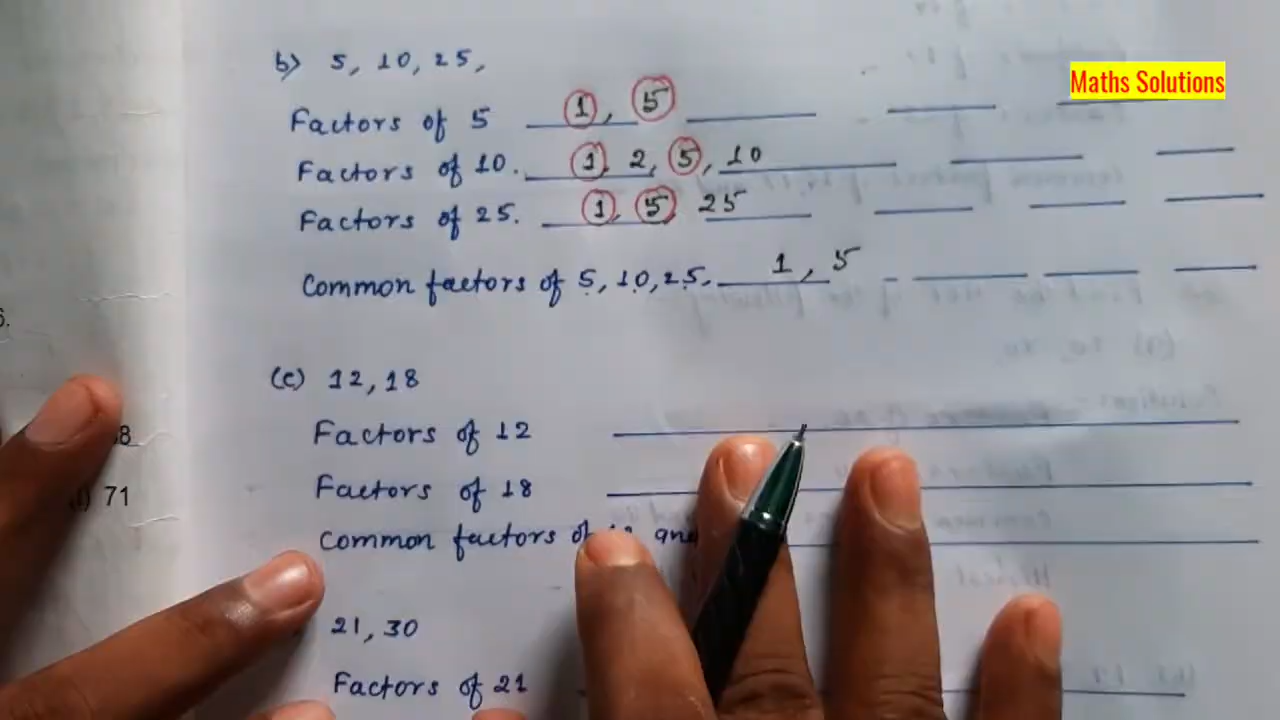 b) 5, 10, 25,
Maths Solutions
Factors of 5 1, 5
Factors of 10. 1, 2, 5, 10
Factors of 25. 1, 5, 25
Common factors of 5, 10, 25. 1, 5
(c) 12, 18
Factors of 12
Factors of 18
Common factors of and
71
21, 30
Factors of 21